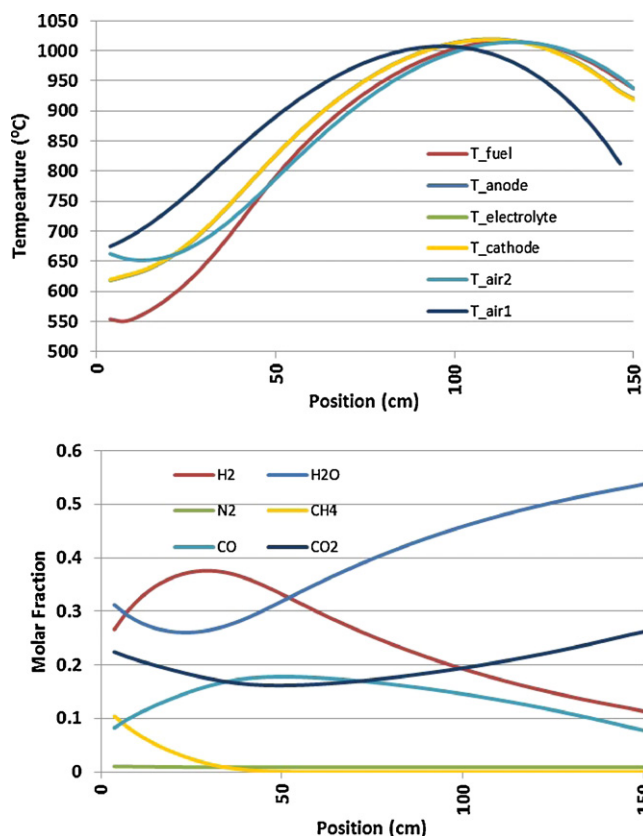 1050
1000
950
900
850
800
750
700
650
600
550
500
Tempearture (ºC)
T_fuel
T_anode
T_electrolyte
T_cathode
T_air2
T_air1
0
50
100
150
Position (cm)
0.6
0.5
0.4
0.3
0.2
0.1
0
Molar Fraction
H2 H2O
N2 CH4
CO CO2
0
50
100
150
Position (cm)